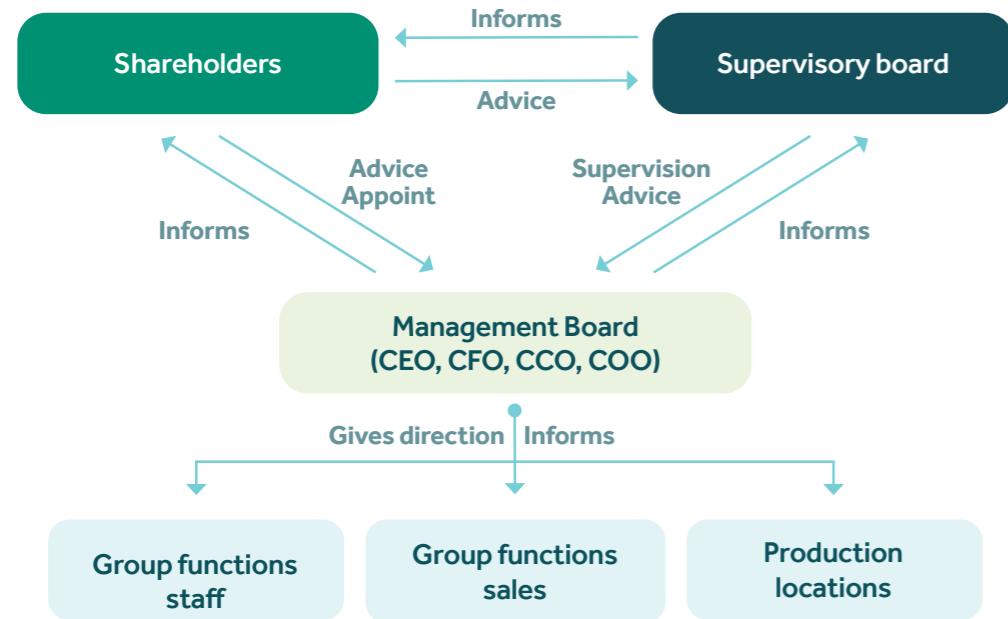 Informs
Shareholders
Supervisory board
Advice
Advice
Appoint
Supervision
Advice
Informs
Informs
Management Board
(CEO, CFO, CCO, COO)
Gives direction
Informs
Group functions
staff
Group functions
sales
Production
locations